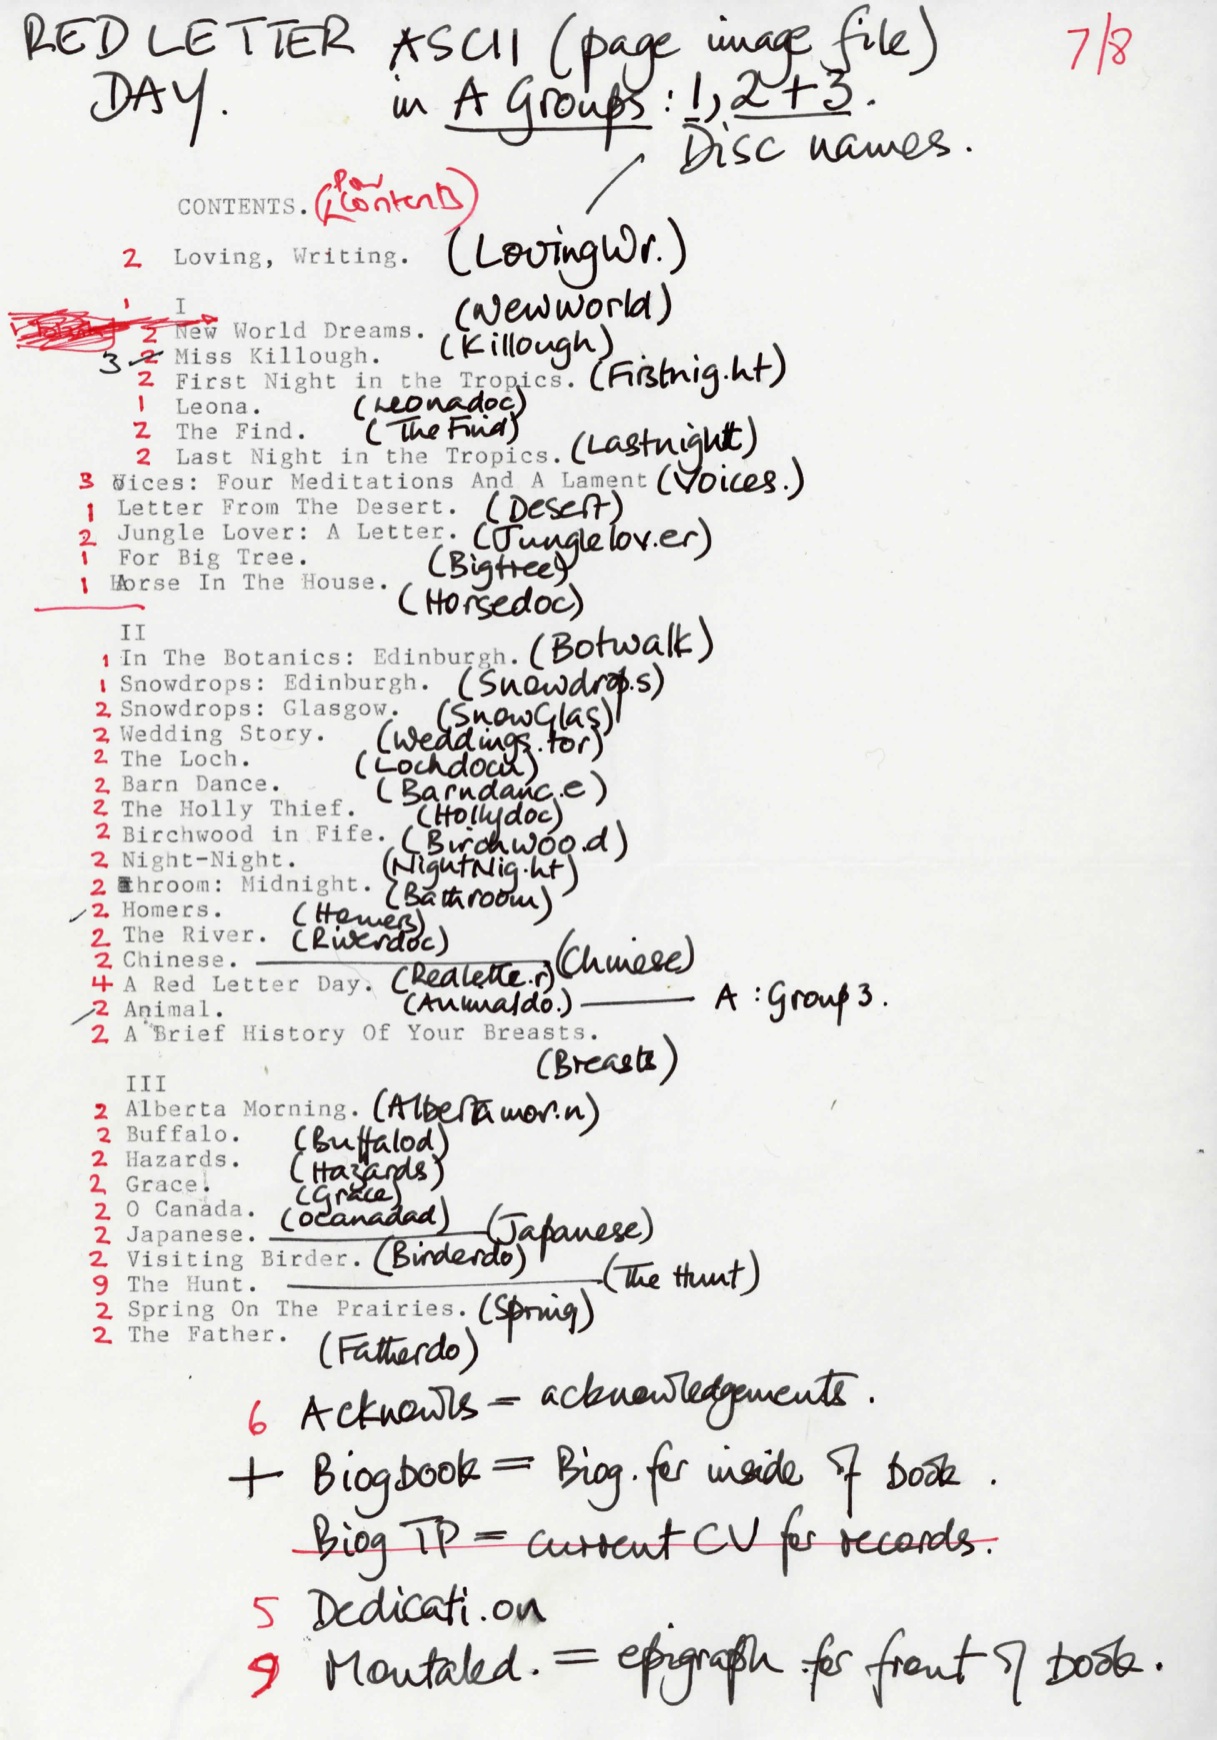 RED LETTER ASCII (page image file) 7/8
DAY. in A Groups: 1, 2+3.
Disc names.
CONTENTS. (Contents)
2 Loving, Writing. (LovingWr.)
1 I (Newworld)
2 New World Dreams. (Killough)
3 2 Miss Killough.
2 First Night in the Tropics. (Firstnig.ht)
1 Leona. (Leonadoc)
2 The Find. (The Find)
2 Last Night in the Tropics. (Lastnight)
3 Voices: Four Meditations And A Lament (Voices.)
1 Letter From The Desert. (Desert)
2 Jungle Lover: A Letter. (Junglelov.er)
1 For Big Tree. (Bigtree)
1 A Horse In The House. (Horsedoc)
II
1 In The Botanics: Edinburgh. (Botwalk)
1 Snowdrops: Edinburgh. (Snowdrop.s)
2 Snowdrops: Glasgow. (SnowGlas)
2 Wedding Story. (Weddings.tor)
2 The Loch. (Lochdocu)
2 Barn Dance. (Barndanc.e)
2 The Holly Thief. (Hollydoc)
2 Birchwood in Fife. (Birchwoo.d)
2 Night-Night. (NightNig.ht)
2 throom: Midnight. (Bathroom)
2 Homers. (Homers)
2 The River. (Riverdoc)
2 Chinese. (Chinese)
4 A Red Letter Day. (Redlette.r)
2 Animal. (Animaldo.) A: Group 3.
2 A Brief History Of Your Breasts.
(Breasts)
III
2 Alberta Morning. (Albertamor.n)
2 Buffalo. (Buffalod)
2 Hazards. (Hazards)
2 Grace. (Grace)
2 O Canada. (Ocanadad)
2 Japanese. (Japanese)
2 Visiting Birder. (Birderdo)
9 The Hunt. (The Hunt)
2 Spring On The Prairies. (Spring)
2 The Father. (Fatherdo)
6 Acknowls = acknowledgements.
+ Biogbook = Biog. for inside of book.
Biog TP = current CV for records.
5 Dedicati.on
9 Montaled. = epigraph for front of book.